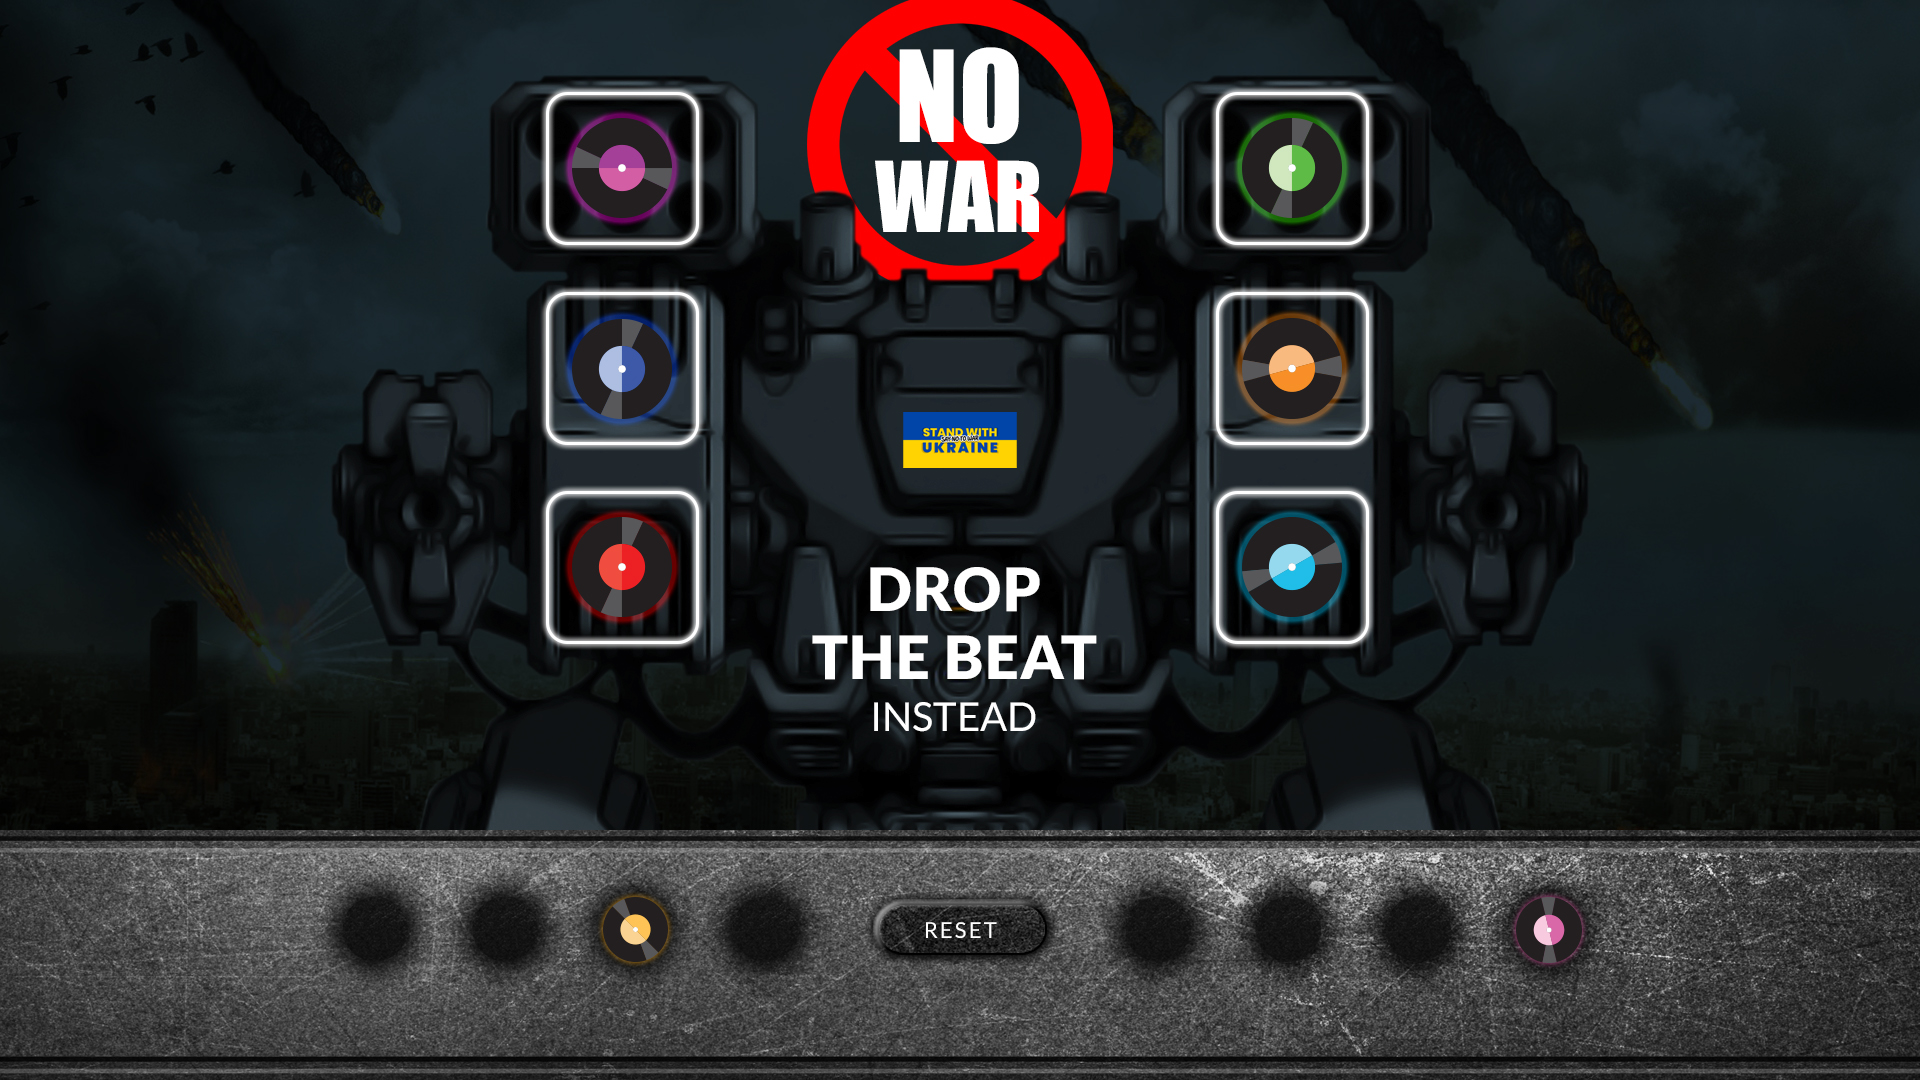 NO
WAR
STAND WITH
UKRAINE
DROP
THE BEAT
INSTEAD
RESET